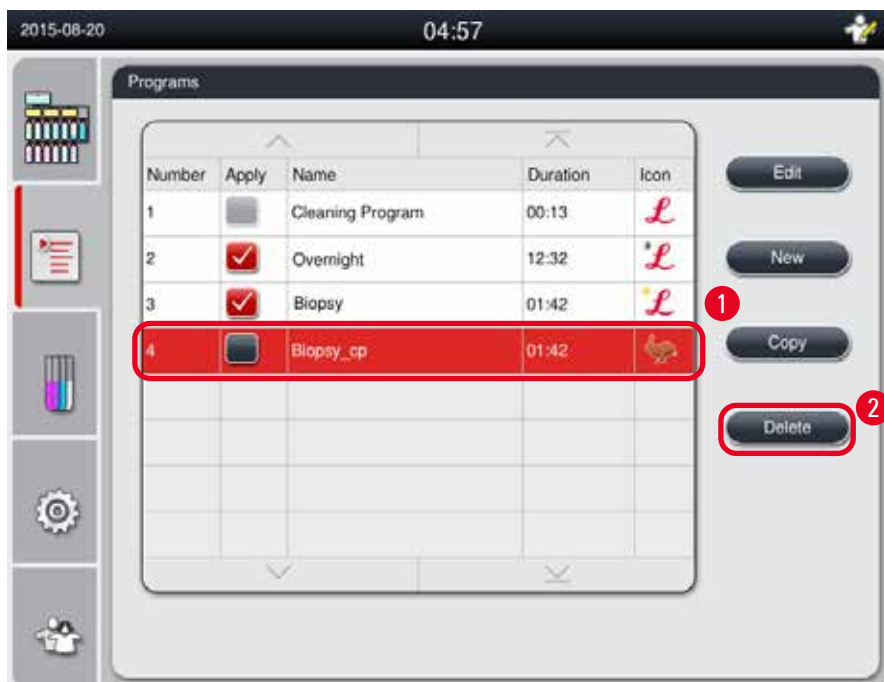 2015-08-20 04:57
Programs
Number Apply Name Duration Icon
1 Cleaning Program 00:13 L
2 Overnight 12:32 L
3 Biopsy 01:42 L
4 Biopsy_cp 01:42
Edit
New
1
Copy
2
Delete